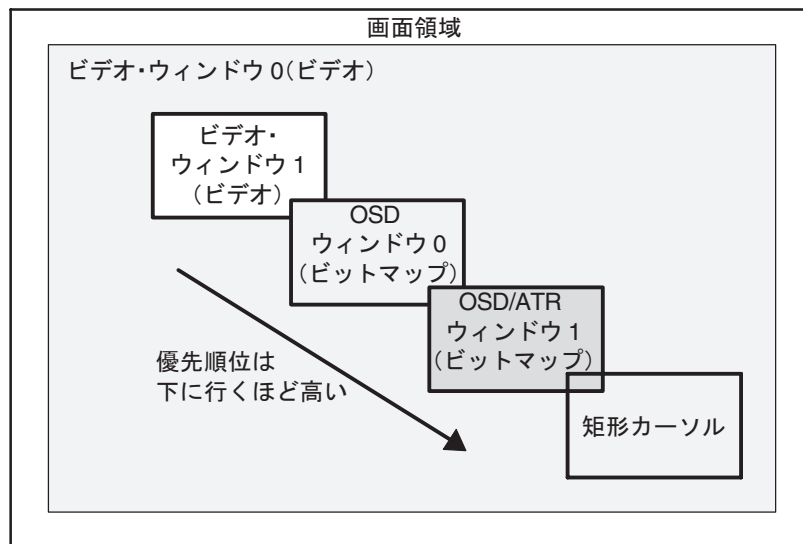 画面領域
ビデオ・ウィンドウ 0(ビデオ)
ビデオ・
ウィンドウ 1
(ビデオ)
OSD
ウィンドウ 0
(ビットマップ)
OSD/ATR
ウィンドウ 1
(ビットマップ)
優先順位は
下に行くほど高い
矩形カーソル